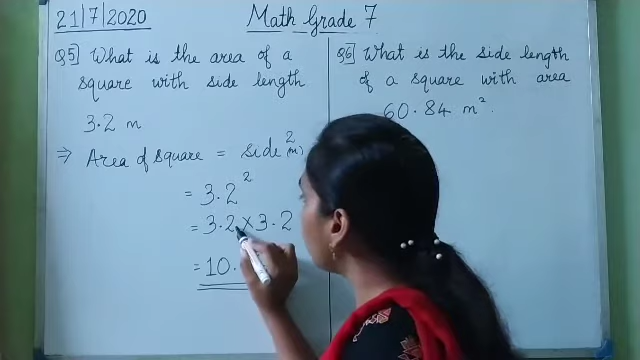 21/7/2020
Math Grade 7
Q5] What is the area of a
square with side length
3.2 m
⇒ Area of square = side² (m)
= 3.2²
= 3.2 × 3.2
= 10.
Q6] What is the side length
of a square with area
60.84 m².